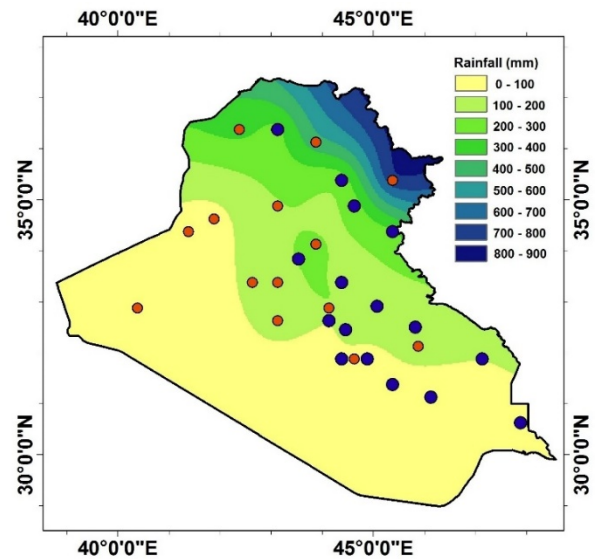 40°0'0"E 45°0'0"E
Rainfall (mm)
0 - 100
100 - 200
200 - 300
300 - 400
400 - 500
500 - 600
600 - 700
700 - 800
800 - 900
35°0'0"N
35°0'0"N
30°0'0"N
30°0'0"N
40°0'0"E 45°0'0"E